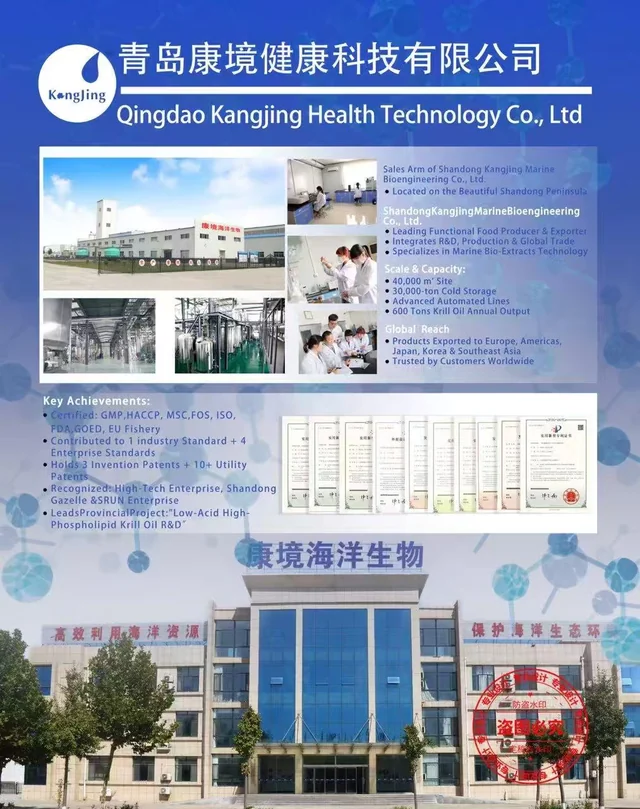 KangJing
青岛康境健康科技有限公司
Qingdao Kangjing Health Technology Co., Ltd
康境海洋生物
Sales Arm of Shandong Kangjing Marine
Bioengineering Co., Ltd.
• Located on the Beautiful Shandong Peninsula
ShandongKangjingMarineBioengineering
Co., Ltd.
• Leading Functional Food Producer & Exporter
• Integrates R&D, Production & Global Trade
• Specializes in Marine Bio-Extracts Technology
Scale & Capacity:
• 40,000 m² Site
• 30,000-ton Cold Storage
• Advanced Automated Lines
• 600 Tons Krill Oil Annual Output
Global Reach
• Products Exported to Europe, Americas,
Japan, Korea & Southeast Asia
• Trusted by Customers Worldwide
Key Achievements:
• Certified: GMP,HACCP, MSC,FOS, ISO,
FDA,GOED, EU Fishery
• Contributed to 1 industry Standard + 4
Enterprise Standards
• Holds 3 Invention Patents + 10+ Utility
Patents
• Recognized: High-Tech Enterprise, Shandong
Gazelle &SRUN Enterprise
• LeadsProvincialProject:"Low-Acid High-
Phospholipid Krill Oil R&D"
康境海洋生物
高效利用海洋资源
保护海洋生态环
防盗水印
盗图必究